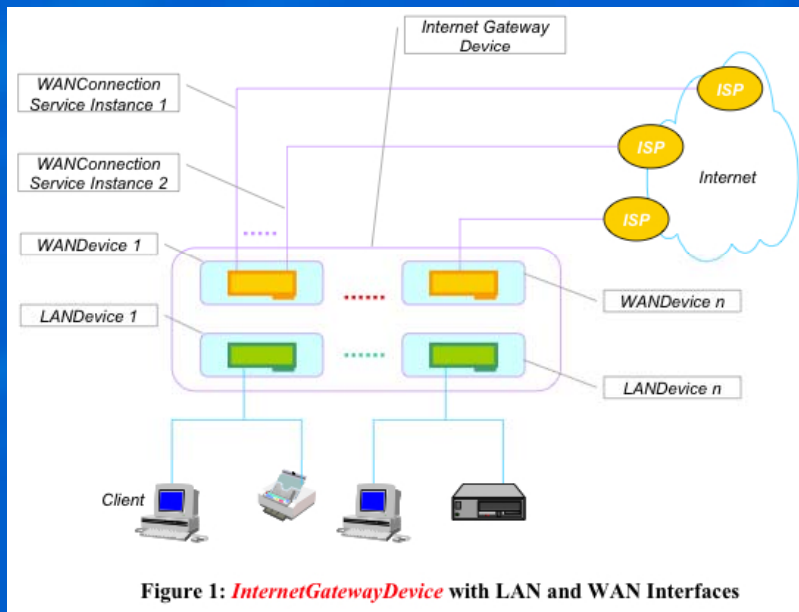 Internet Gateway
Device
WANConnection
Service Instance 1
ISP
WANConnection
Service Instance 2
ISP
Internet
ISP
WANDevice 1
WANDevice n
LANDevice 1
LANDevice n
Client
Figure 1: InternetGatewayDevice with LAN and WAN Interfaces